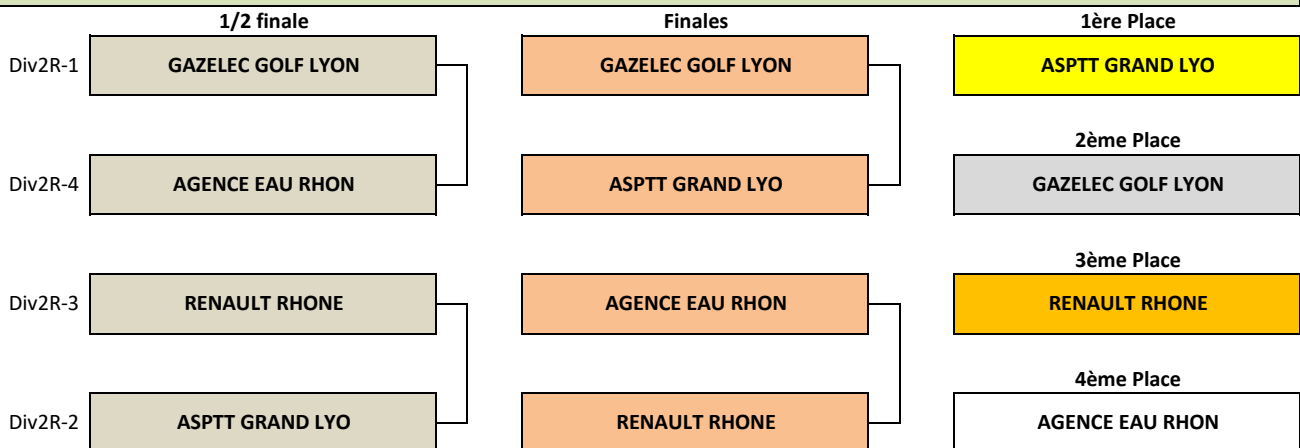 1/2 finale Finales 1ère Place
Div2R-1 GAZELEC GOLF LYON GAZELEC GOLF LYON ASPTT GRAND LYO
2ème Place
Div2R-4 AGENCE EAU RHON ASPTT GRAND LYO GAZELEC GOLF LYON
3ème Place
Div2R-3 RENAULT RHONE AGENCE EAU RHON RENAULT RHONE
4ème Place
Div2R-2 ASPTT GRAND LYO RENAULT RHONE AGENCE EAU RHON